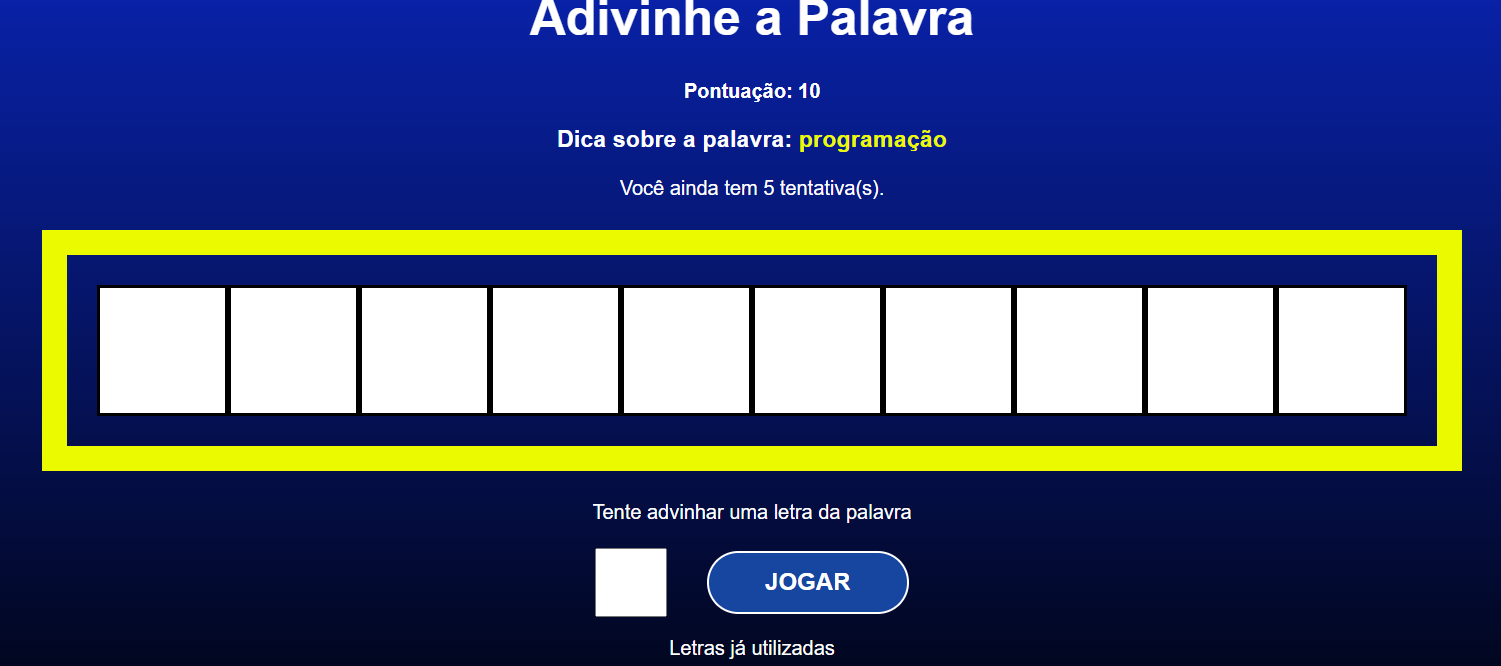 Adivinhe a Palavra
Pontuação: 10
Dica sobre a palavra: programação
Você ainda tem 5 tentativa(s).
Tente advinhar uma letra da palavra
JOGAR
Letras já utilizadas